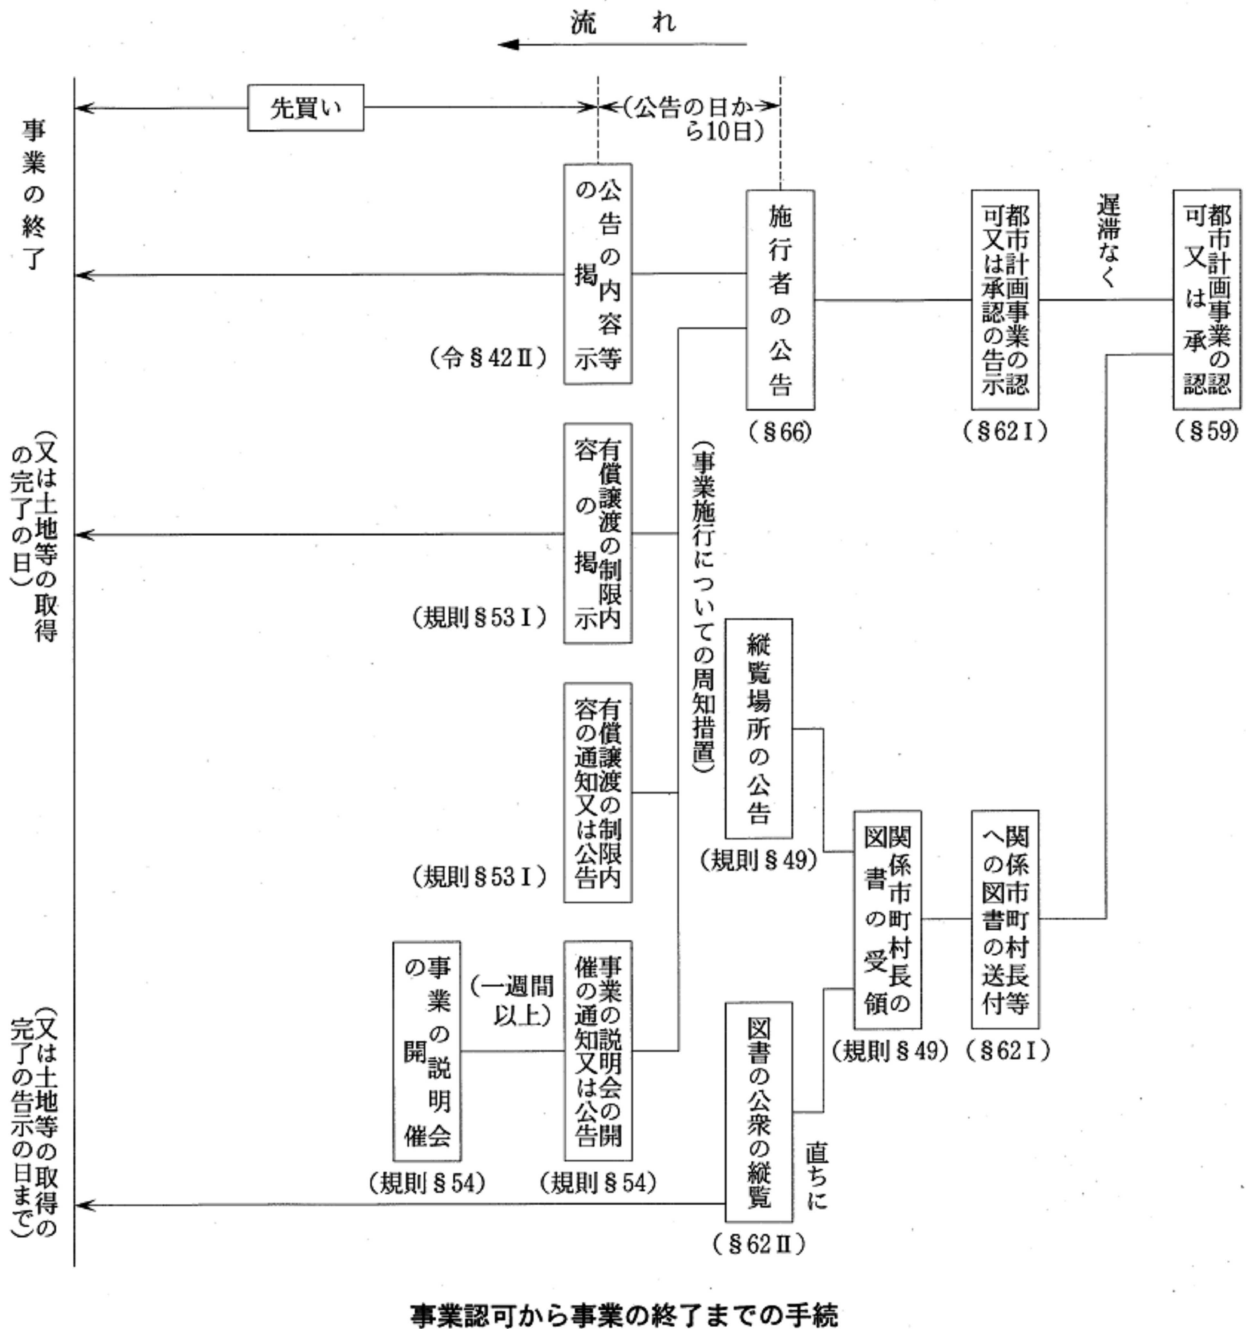 流れ
先買い
(公告の日か
ら10日)
事業の終了
都市計画事業の認
可又は承認
(§59)
遅滞なく
都市計画事業の認
可又は承認の告示
(§62Ⅰ)
施行者の公告
(§66)
公告の内容等
の掲示
(令§42Ⅱ)
(事業施行についての周知措置)
有償譲渡の制限内
容の掲示
(規則§53Ⅰ)
(又は土地等の取得
の完了の日)
有償譲渡の制限内
容の通知又は公告
(規則§53Ⅰ)
関係市町村長等
への図書の送付
(§62Ⅰ)
関係市町村長の
図書の受領
(規則§49)
縦覧場所の公告
(規則§49)
直ちに
図書の公衆の縦覧
(§62Ⅱ)
事業の説明会の開
催の通知又は公告
(規則§54)
(一週間
以上)
事業の説明会
の開催
(規則§54)
(又は土地等の取得の
完了の告示の日まで)
事業認可から事業の終了までの手続